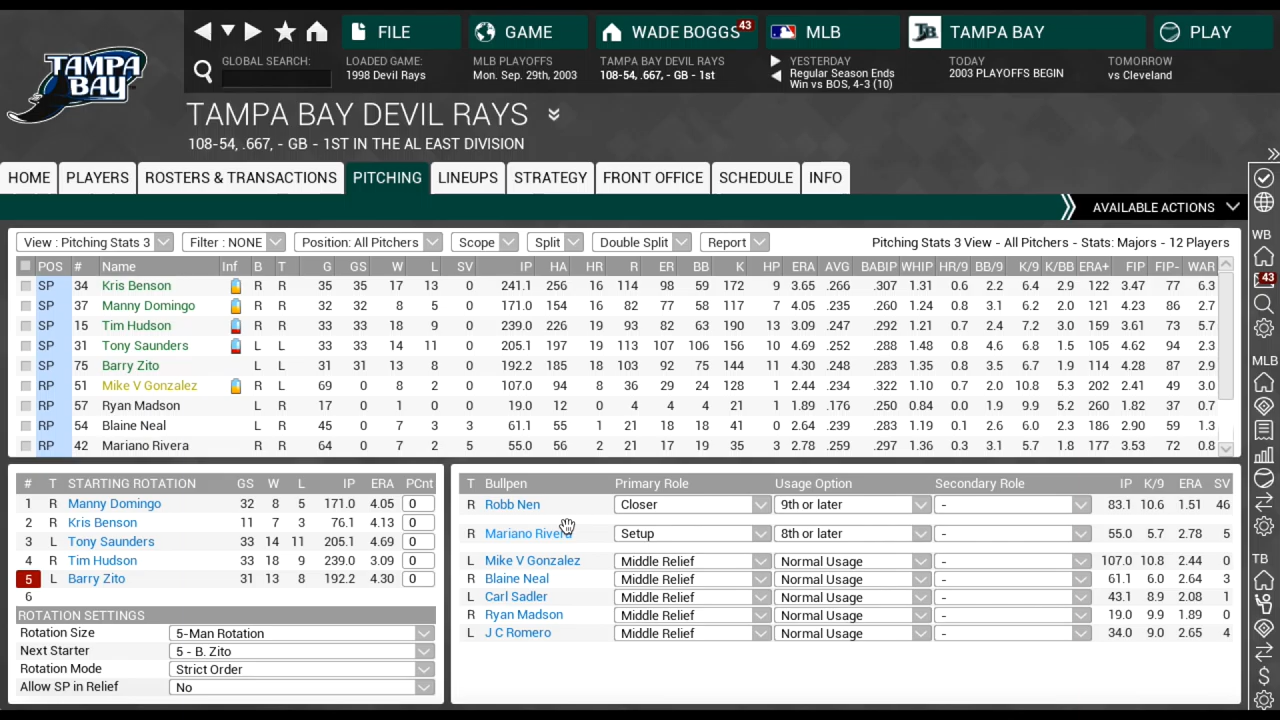 TAMPA BAY
FILE GAME WADE BOGGS 43 MLB TAMPA BAY PLAY
GLOBAL SEARCH: LOADED GAME: MLB PLAYOFFS TAMPA BAY DEVIL RAYS YESTERDAY TODAY TOMORROW
1998 Devil Rays Mon. Sep. 29th, 2003 108-54, .667, - GB - 1st Regular Season Ends 2003 PLAYOFFS BEGIN vs Cleveland
Win vs BOS, 4-3 (10)
TAMPA BAY DEVIL RAYS
108-54, .667, - GB - 1ST IN THE AL EAST DIVISION
HOME PLAYERS ROSTERS & TRANSACTIONS PITCHING LINEUPS STRATEGY FRONT OFFICE SCHEDULE INFO
AVAILABLE ACTIONS
View : Pitching Stats 3 Filter : NONE Position: All Pitchers Scope Split Double Split Report Pitching Stats 3 View - All Pitchers - Stats: Majors - 12 Players
POS # Name Inf B T G GS W L SV IP HA HR R ER BB K HP ERA AVG BABIP WHIP HR/9 BB/9 K/9 K/BB ERA+ FIP FIP- WAR
SP 34 Kris Benson R R 35 35 17 13 0 241.1 256 16 114 98 59 172 9 3.65 .266 .307 1.31 0.6 2.2 6.4 2.9 122 3.47 77 6.3
SP 37 Manny Domingo R R 32 32 8 5 0 171.0 154 16 82 77 58 117 7 4.05 .235 .260 1.24 0.8 3.1 6.2 2.0 121 4.23 86 2.7
SP 15 Tim Hudson R R 33 33 18 9 0 239.0 226 19 93 82 63 190 13 3.09 .247 .292 1.21 0.7 2.4 7.2 3.0 159 3.61 73 5.7
SP 31 Tony Saunders L L 33 33 14 11 0 205.1 197 19 113 107 106 156 10 4.69 .252 .288 1.48 0.8 4.6 6.8 1.5 105 4.62 94 2.3
SP 75 Barry Zito L L 31 31 13 8 0 192.2 185 18 103 92 75 144 11 4.30 .248 .283 1.35 0.8 3.5 6.7 1.9 114 4.28 87 2.9
RP 51 Mike V Gonzalez R L 69 0 8 2 0 107.0 94 8 36 29 24 128 1 2.44 .234 .322 1.10 0.7 2.0 10.8 5.3 202 2.41 49 3.0
RP 57 Ryan Madson L R 17 0 1 0 0 19.0 12 0 4 4 4 21 1 1.89 .176 .250 0.84 0.0 1.9 9.9 5.2 260 1.82 37 0.7
RP 54 Blaine Neal L R 45 0 7 3 3 61.1 55 1 21 18 18 41 0 2.64 .239 .283 1.19 0.1 2.6 6.0 2.3 186 2.90 59 1.3
RP 42 Mariano Rivera R R 64 0 7 2 5 55.0 56 2 21 17 19 35 3 2.78 .259 .297 1.36 0.3 3.1 5.7 1.8 177 3.53 72 0.8
# T STARTING ROTATION GS W L IP ERA PCnt
1 R Manny Domingo 32 8 5 171.0 4.05 0
2 R Kris Benson 11 7 3 76.1 4.13 0
3 L Tony Saunders 33 14 11 205.1 4.69 0
4 R Tim Hudson 33 18 9 239.0 3.09 0
5 L Barry Zito 31 13 8 192.2 4.30 0
6
ROTATION SETTINGS
Rotation Size 5-Man Rotation
Next Starter 5 - B. Zito
Rotation Mode Strict Order
Allow SP in Relief No
T Bullpen Primary Role Usage Option Secondary Role IP K/9 ERA SV
R Robb Nen Closer 9th or later - 83.1 10.6 1.51 46
R Mariano Rivera Setup 8th or later - 55.0 5.7 2.78 5
L Mike V Gonzalez Middle Relief Normal Usage - 107.0 10.8 2.44 0
R Blaine Neal Middle Relief Normal Usage - 61.1 6.0 2.64 3
L Carl Sadler Middle Relief Normal Usage - 43.1 8.9 2.08 1
R Ryan Madson Middle Relief Normal Usage - 19.0 9.9 1.89 0
L J C Romero Middle Relief Normal Usage - 34.0 9.0 2.65 4
WB
43
MLB
TB